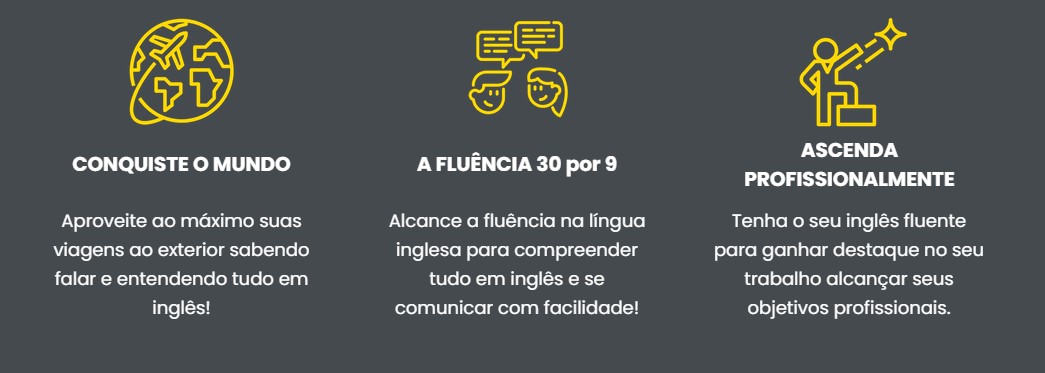 CONQUISTE O MUNDO
Aproveite ao máximo suas
viagens ao exterior sabendo
falar e entendendo tudo em
inglês!
A FLUÊNCIA 30 por 9
Alcance a fluência na língua
inglesa para compreender
tudo em inglês e se
comunicar com facilidade!
ASCENDA
PROFISSIONALMENTE
Tenha o seu inglês fluente
para ganhar destaque no seu
trabalho alcançar seus
objetivos profissionais.